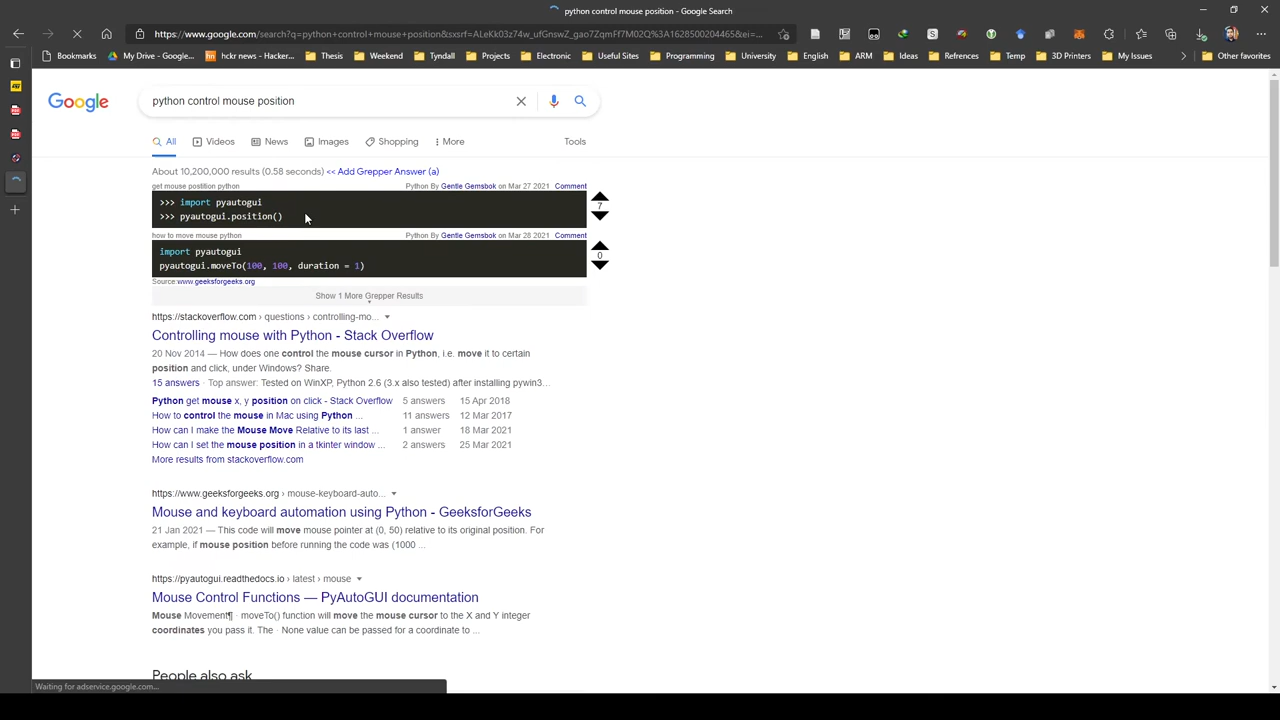 python control mouse position - Google Search
https://www.google.com/search?q=python+control+mouse+position&sxsrf=ALeKk03z74w_ufGnswZ_gao7ZqmFf7M02Q%3A1628500204465&ei=...
Bookmarks My Drive - Google... hn hckr news - Hacker... Thesis Weekend Tyndall Projects Electronic Useful Sites Programming University English ARM Ideas Refrences Temp 3D Printers My Issues Other favorites
Google
python control mouse position
All Videos News Images Shopping More Tools
About 10,200,000 results (0.58 seconds) << Add Grepper Answer (a)
get mouse postition python Python By Gentle Gemsbok on Mar 27 2021 Comment
>>> import pyautogui
>>> pyautogui.position()
7
how to move mouse python Python By Gentle Gemsbok on Mar 28 2021 Comment
import pyautogui
pyautogui.moveTo(100, 100, duration = 1)
0
Source:www.geeksforgeeks.org
Show 1 More Grepper Results
https://stackoverflow.com › questions › controlling-mo...
Controlling mouse with Python - Stack Overflow
20 Nov 2014 — How does one control the mouse cursor in Python, i.e. move it to certain
position and click, under Windows? Share.
15 answers · Top answer: Tested on WinXP, Python 2.6 (3.x also tested) after installing pywin3...
Python get mouse x, y position on click - Stack Overflow 5 answers 15 Apr 2018
How to control the mouse in Mac using Python ... 11 answers 12 Mar 2017
How can I make the Mouse Move Relative to its last ... 1 answer 18 Mar 2021
How can I set the mouse position in a tkinter window ... 2 answers 25 Mar 2021
More results from stackoverflow.com
https://www.geeksforgeeks.org › mouse-keyboard-auto...
Mouse and keyboard automation using Python - GeeksforGeeks
21 Jan 2021 — This code will move mouse pointer at (0, 50) relative to its original position. For
example, if mouse position before running the code was (1000 ...
https://pyautogui.readthedocs.io › latest › mouse
Mouse Control Functions — PyAutoGUI documentation
Mouse Movement¶ · moveTo() function will move the mouse cursor to the X and Y integer
coordinates you pass it. The · None value can be passed for a coordinate to ...
People also ask
Waiting for adservice.google.com...